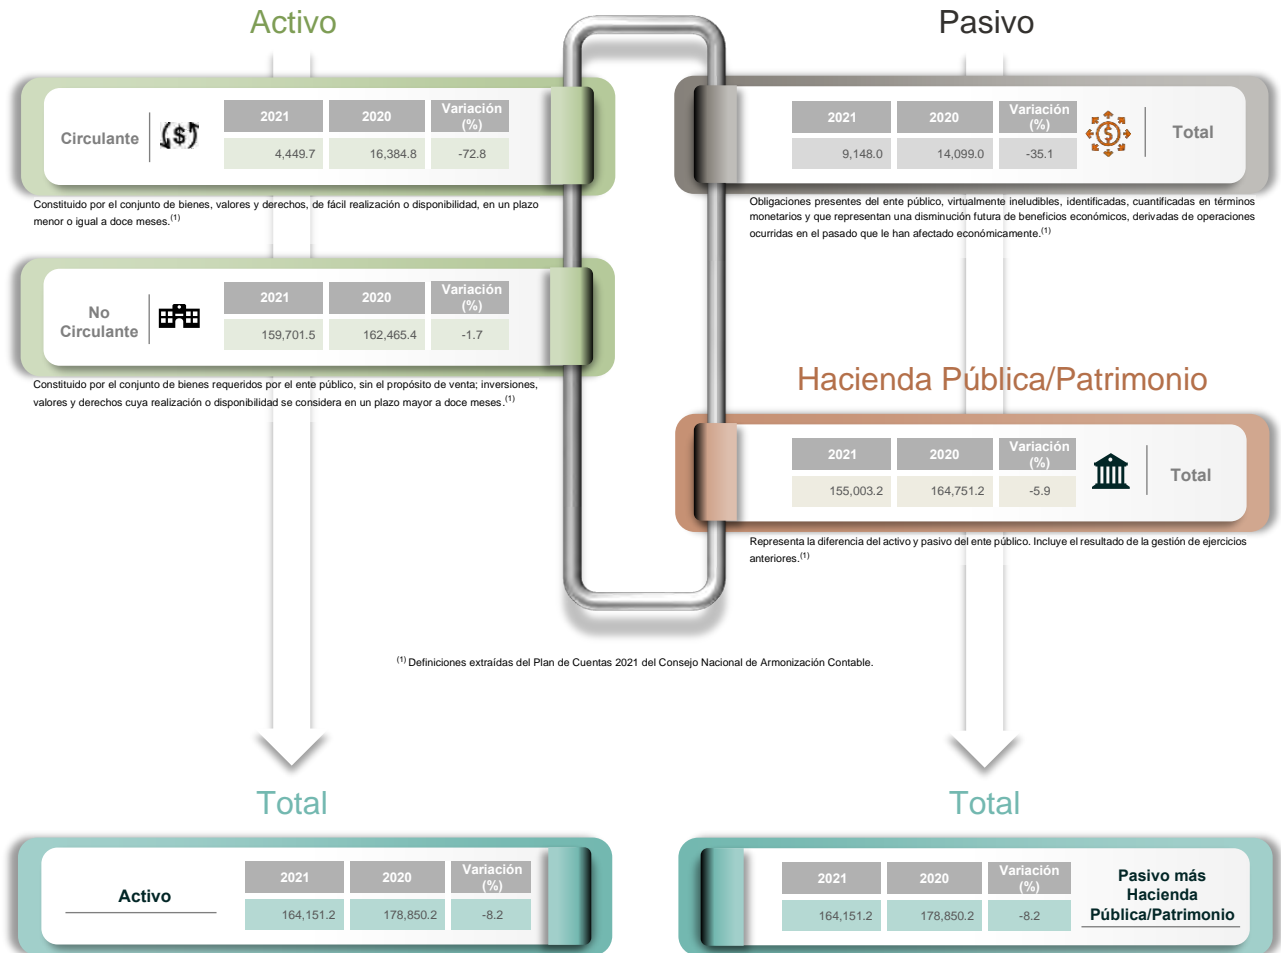 Activo
Circulante
2021 2020 Variación (%)
4,449.7 16,384.8 -72.8
Constituido por el conjunto de bienes, valores y derechos, de fácil realización o disponibilidad, en un plazo
menor o igual a doce meses.(1)
No
Circulante
2021 2020 Variación (%)
159,701.5 162,465.4 -1.7
Constituido por el conjunto de bienes requeridos por el ente público, sin el propósito de venta; inversiones,
valores y derechos cuya realización o disponibilidad se considera en un plazo mayor a doce meses.(1)
Pasivo
2021 2020 Variación (%)
9,148.0 14,099.0 -35.1
Total
Obligaciones presentes del ente público, virtualmente ineludibles, identificadas, cuantificadas en términos
monetarios y que representan una disminución futura de beneficios económicos, derivadas de operaciones
ocurridas en el pasado que le han afectado económicamente.(1)
Hacienda Pública/Patrimonio
2021 2020 Variación (%)
155,003.2 164,751.2 -5.9
Total
Representa la diferencia del activo y pasivo del ente público. Incluye el resultado de la gestión de ejercicios
anteriores.(1)
(1) Definiciones extraídas del Plan de Cuentas 2021 del Consejo Nacional de Armonización Contable.
Total
Activo
2021 2020 Variación (%)
164,151.2 178,850.2 -8.2
Total
2021 2020 Variación (%)
164,151.2 178,850.2 -8.2
Pasivo más
Hacienda
Pública/Patrimonio